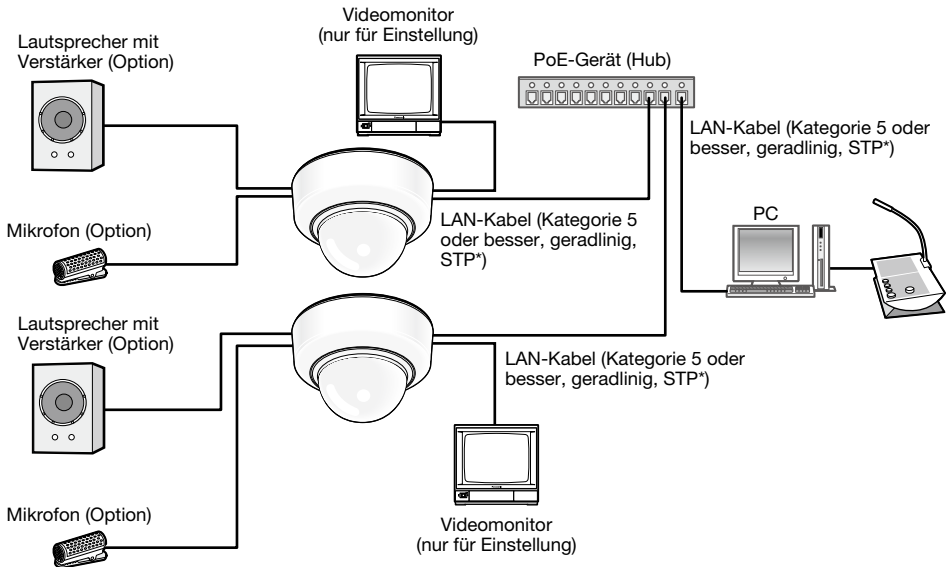 Videomonitor
(nur für Einstellung)
Lautsprecher mit
Verstärker (Option)
PoE-Gerät (Hub)
LAN-Kabel (Kategorie 5 oder
besser, geradlinig, STP*)
Mikrofon (Option)
LAN-Kabel (Kategorie 5
oder besser, geradlinig,
STP*)
PC
Lautsprecher mit
Verstärker (Option)
LAN-Kabel (Kategorie 5 oder
besser, geradlinig, STP*)
Mikrofon (Option)
Videomonitor
(nur für Einstellung)